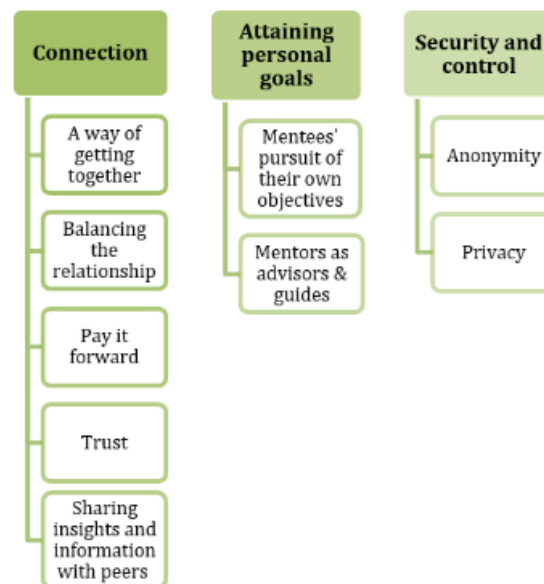 Connection
A way of
getting
together
Balancing
the
relationship
Pay it
forward
Trust
Sharing
insights and
information
with peers
Attaining
personal
goals
Mentees'
pursuit of
their own
objectives
Mentors as
advisors &
guides
Security and
control
Anonymity
Privacy